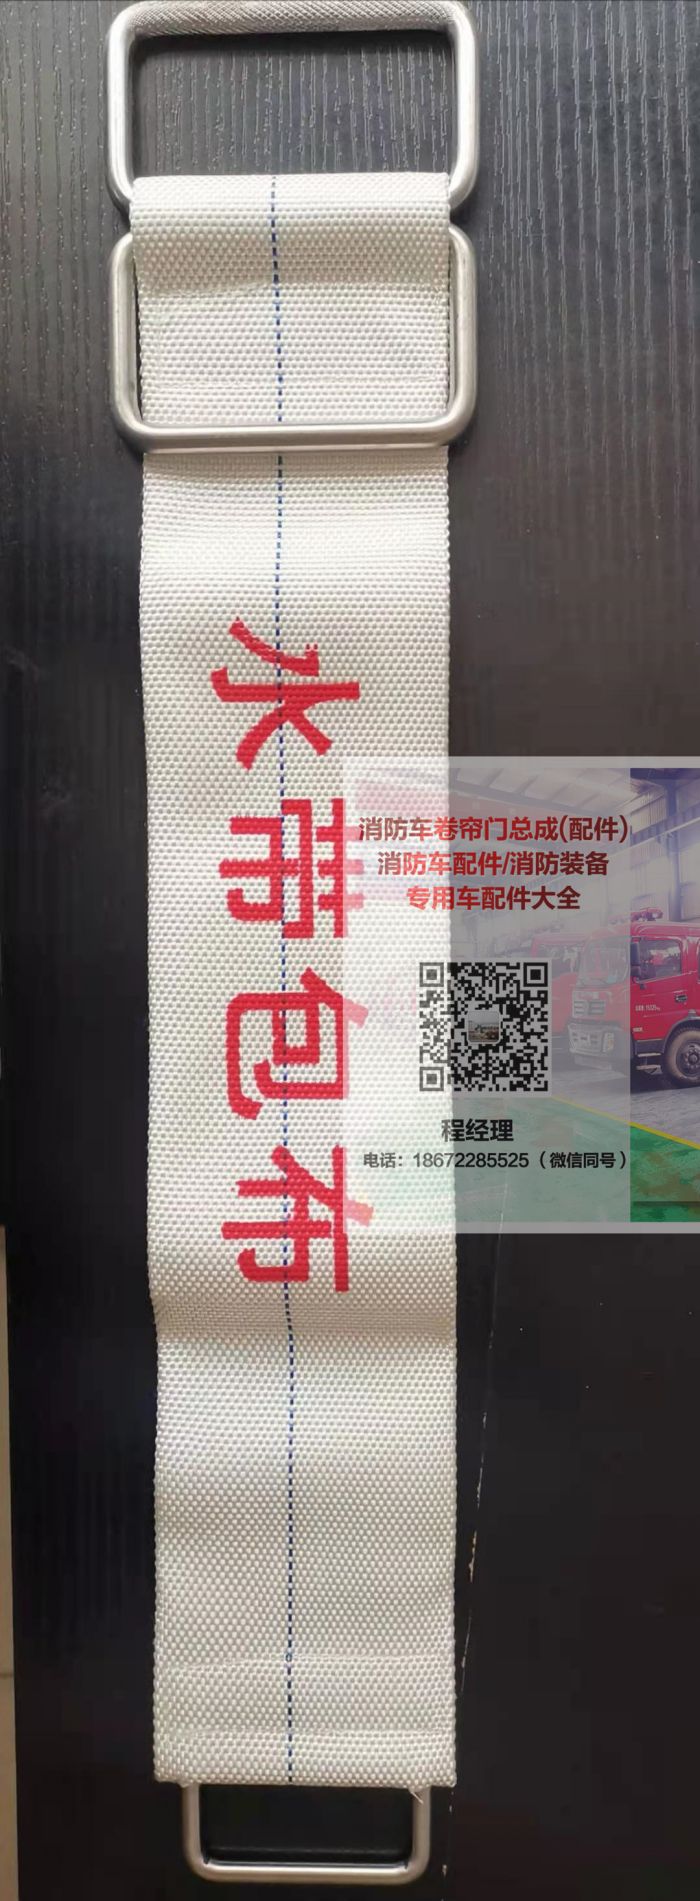 水带包布
消防车卷帘门总成(配件)
消防车配件/消防装备
专用车配件大全
程经理
电话：18672285525（微信同号）